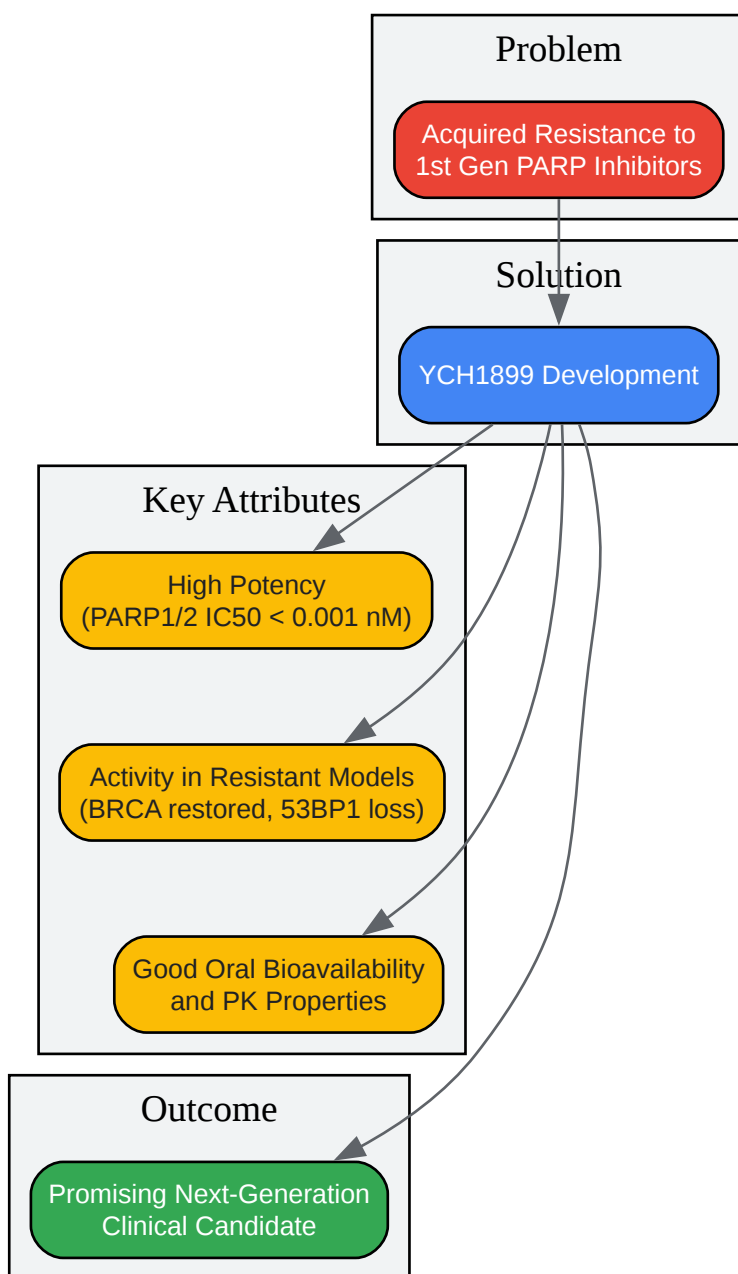 Problem
Acquired Resistance to
1st Gen PARP Inhibitors
Solution
YCH1899 Development
Key Attributes
High Potency
(PARP1/2 IC50 < 0.001 nM)
Activity in Resistant Models
(BRCA restored, 53BP1 loss)
Good Oral Bioavailability
and PK Properties
Outcome
Promising Next-Generation
Clinical Candidate